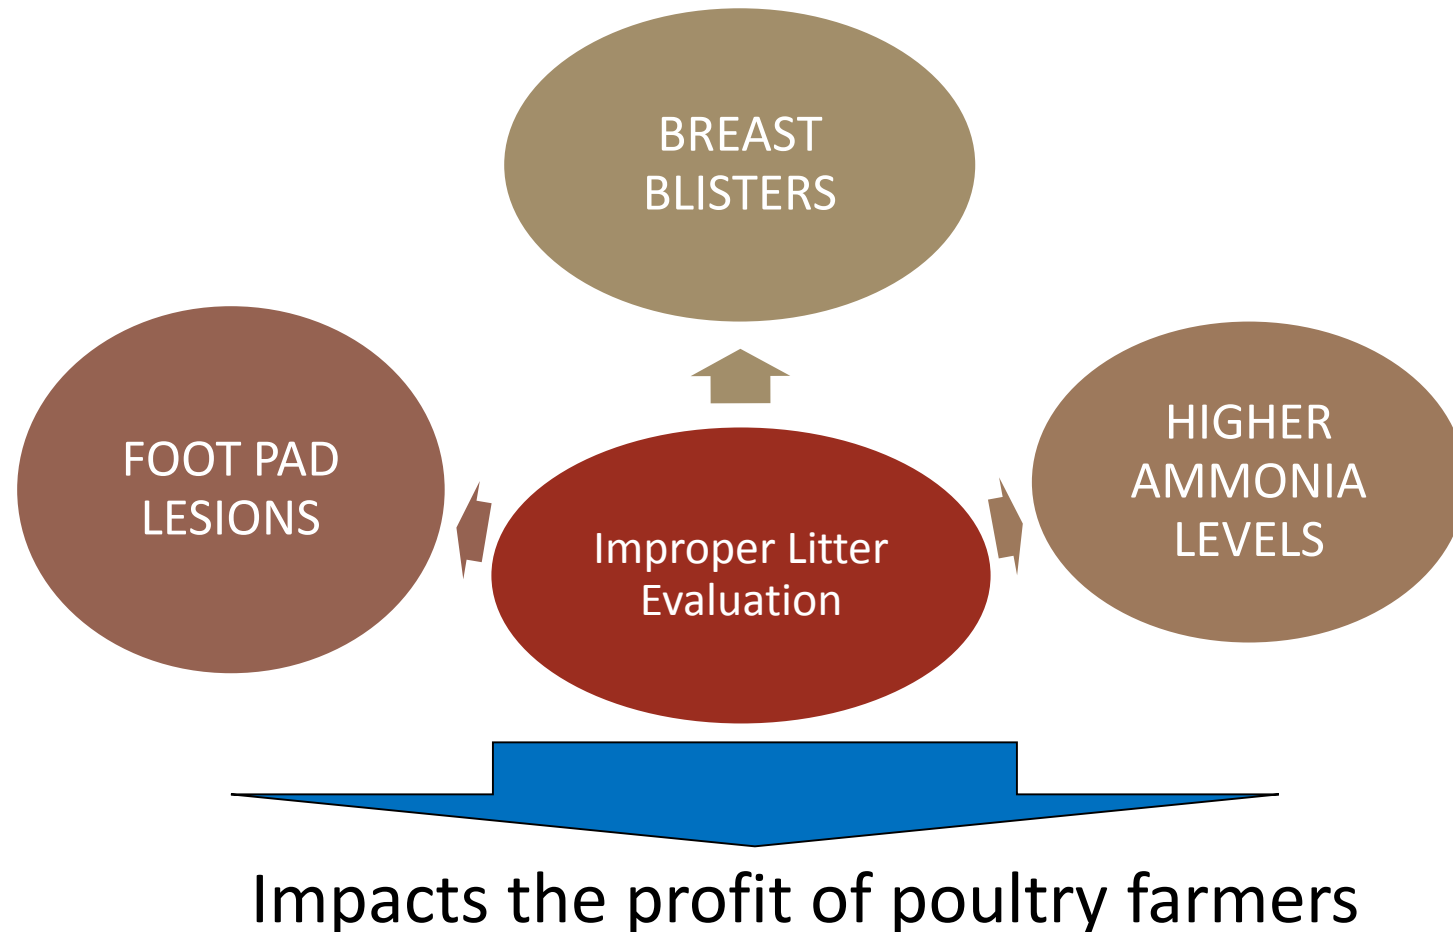 BREAST
BLISTERS
FOOT PAD
LESIONS
HIGHER
AMMONIA
LEVELS
Improper Litter
Evaluation
Impacts the profit of poultry farmers